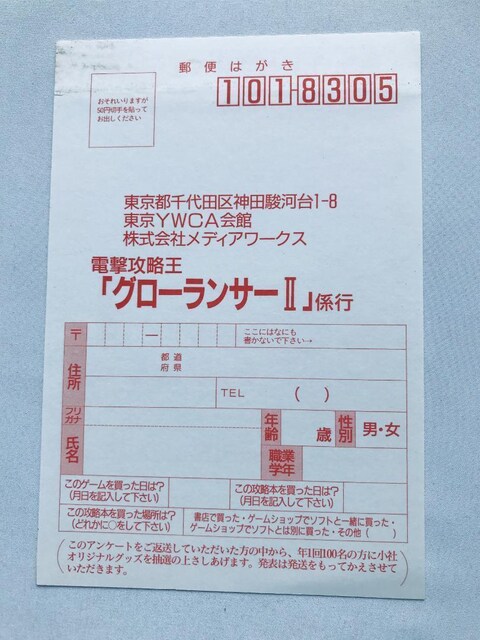 郵便はがき
おそれいりますが
50円切手を貼って
お出しください
101-8305
東京都千代田区神田駿河台1-8
東京YWCA会館
株式会社メディアワークス
電撃攻略王
「グローランサーⅡ」係行
〒
ー
ここにはなにも
書かないで下さい→
住所
都道
府県
TEL ( )
フリガナ
氏名
年齢
歳
性別
男・女
職業
学年
このゲームを買った日は?
(月日を記入して下さい)
この攻略本を買った日は?
(月日を記入して下さい)
この攻略本を買った場所は?
(どれかに○をして下さい)
書店で買った・ゲームショップでソフトと一緒に買った・
ゲームショップでソフトとは別に買った・その他( )
このアンケートをご返送していただいた方の中から、年1回100名の方に小社
オリジナルグッズを抽選の上さしあげます。発表は発送をもってかえさせて
いただきます。